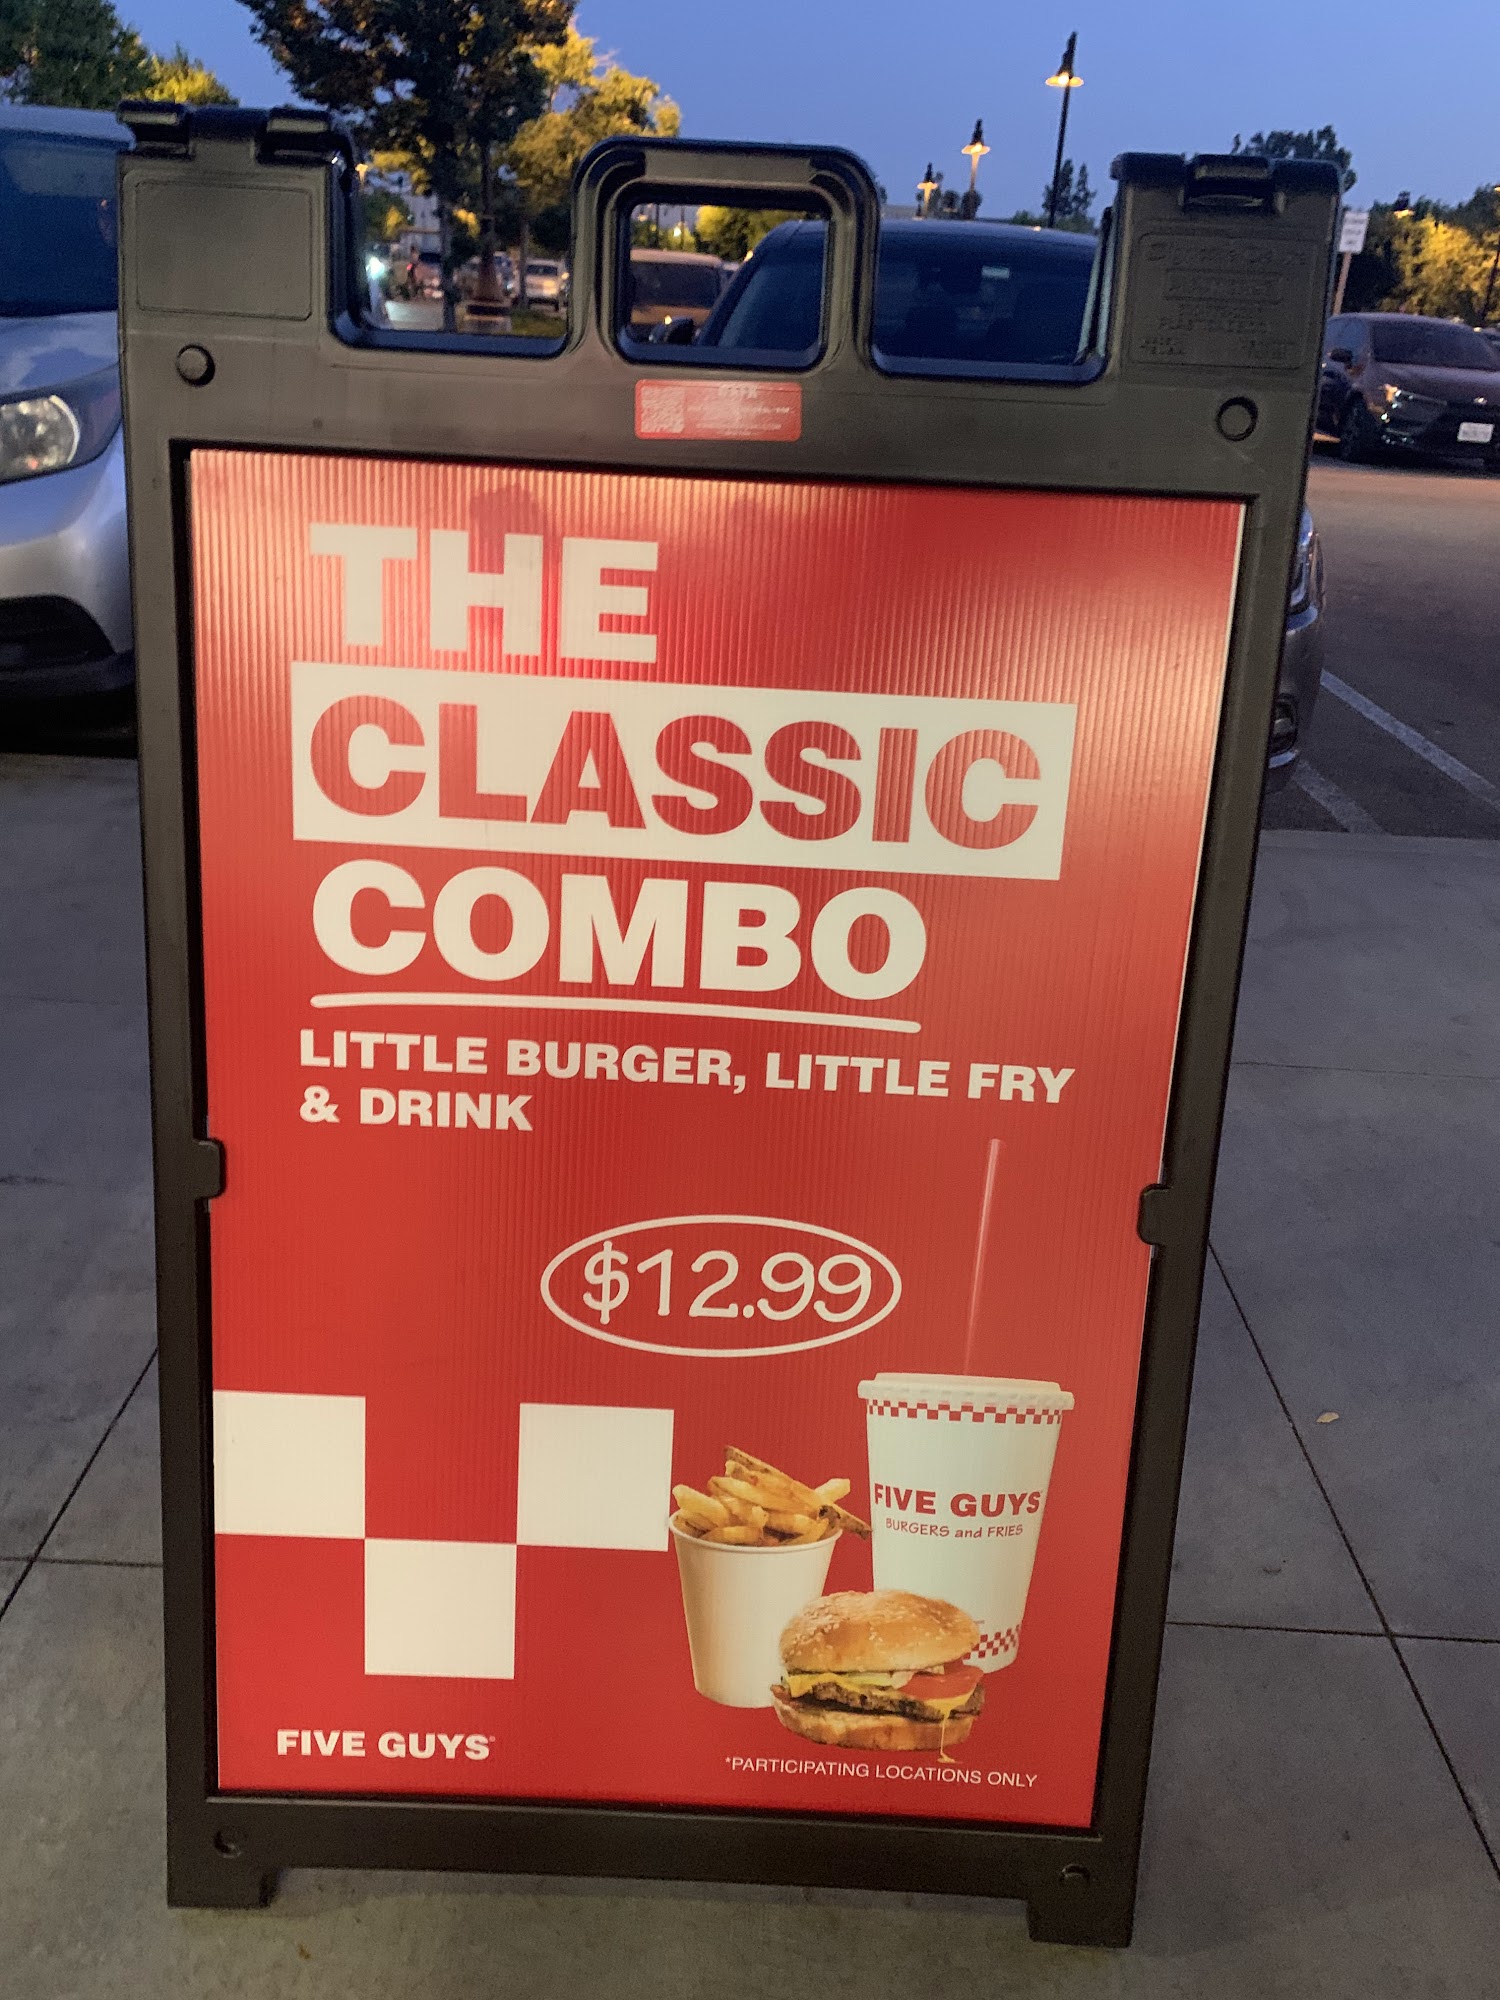 THE
CLASSIC
COMBO
LITTLE BURGER, LITTLE FRY
& DRINK
$12.99
FIVE GUYS
BURGERS and FRIES
FIVE GUYS
*PARTICIPATING LOCATIONS ONLY